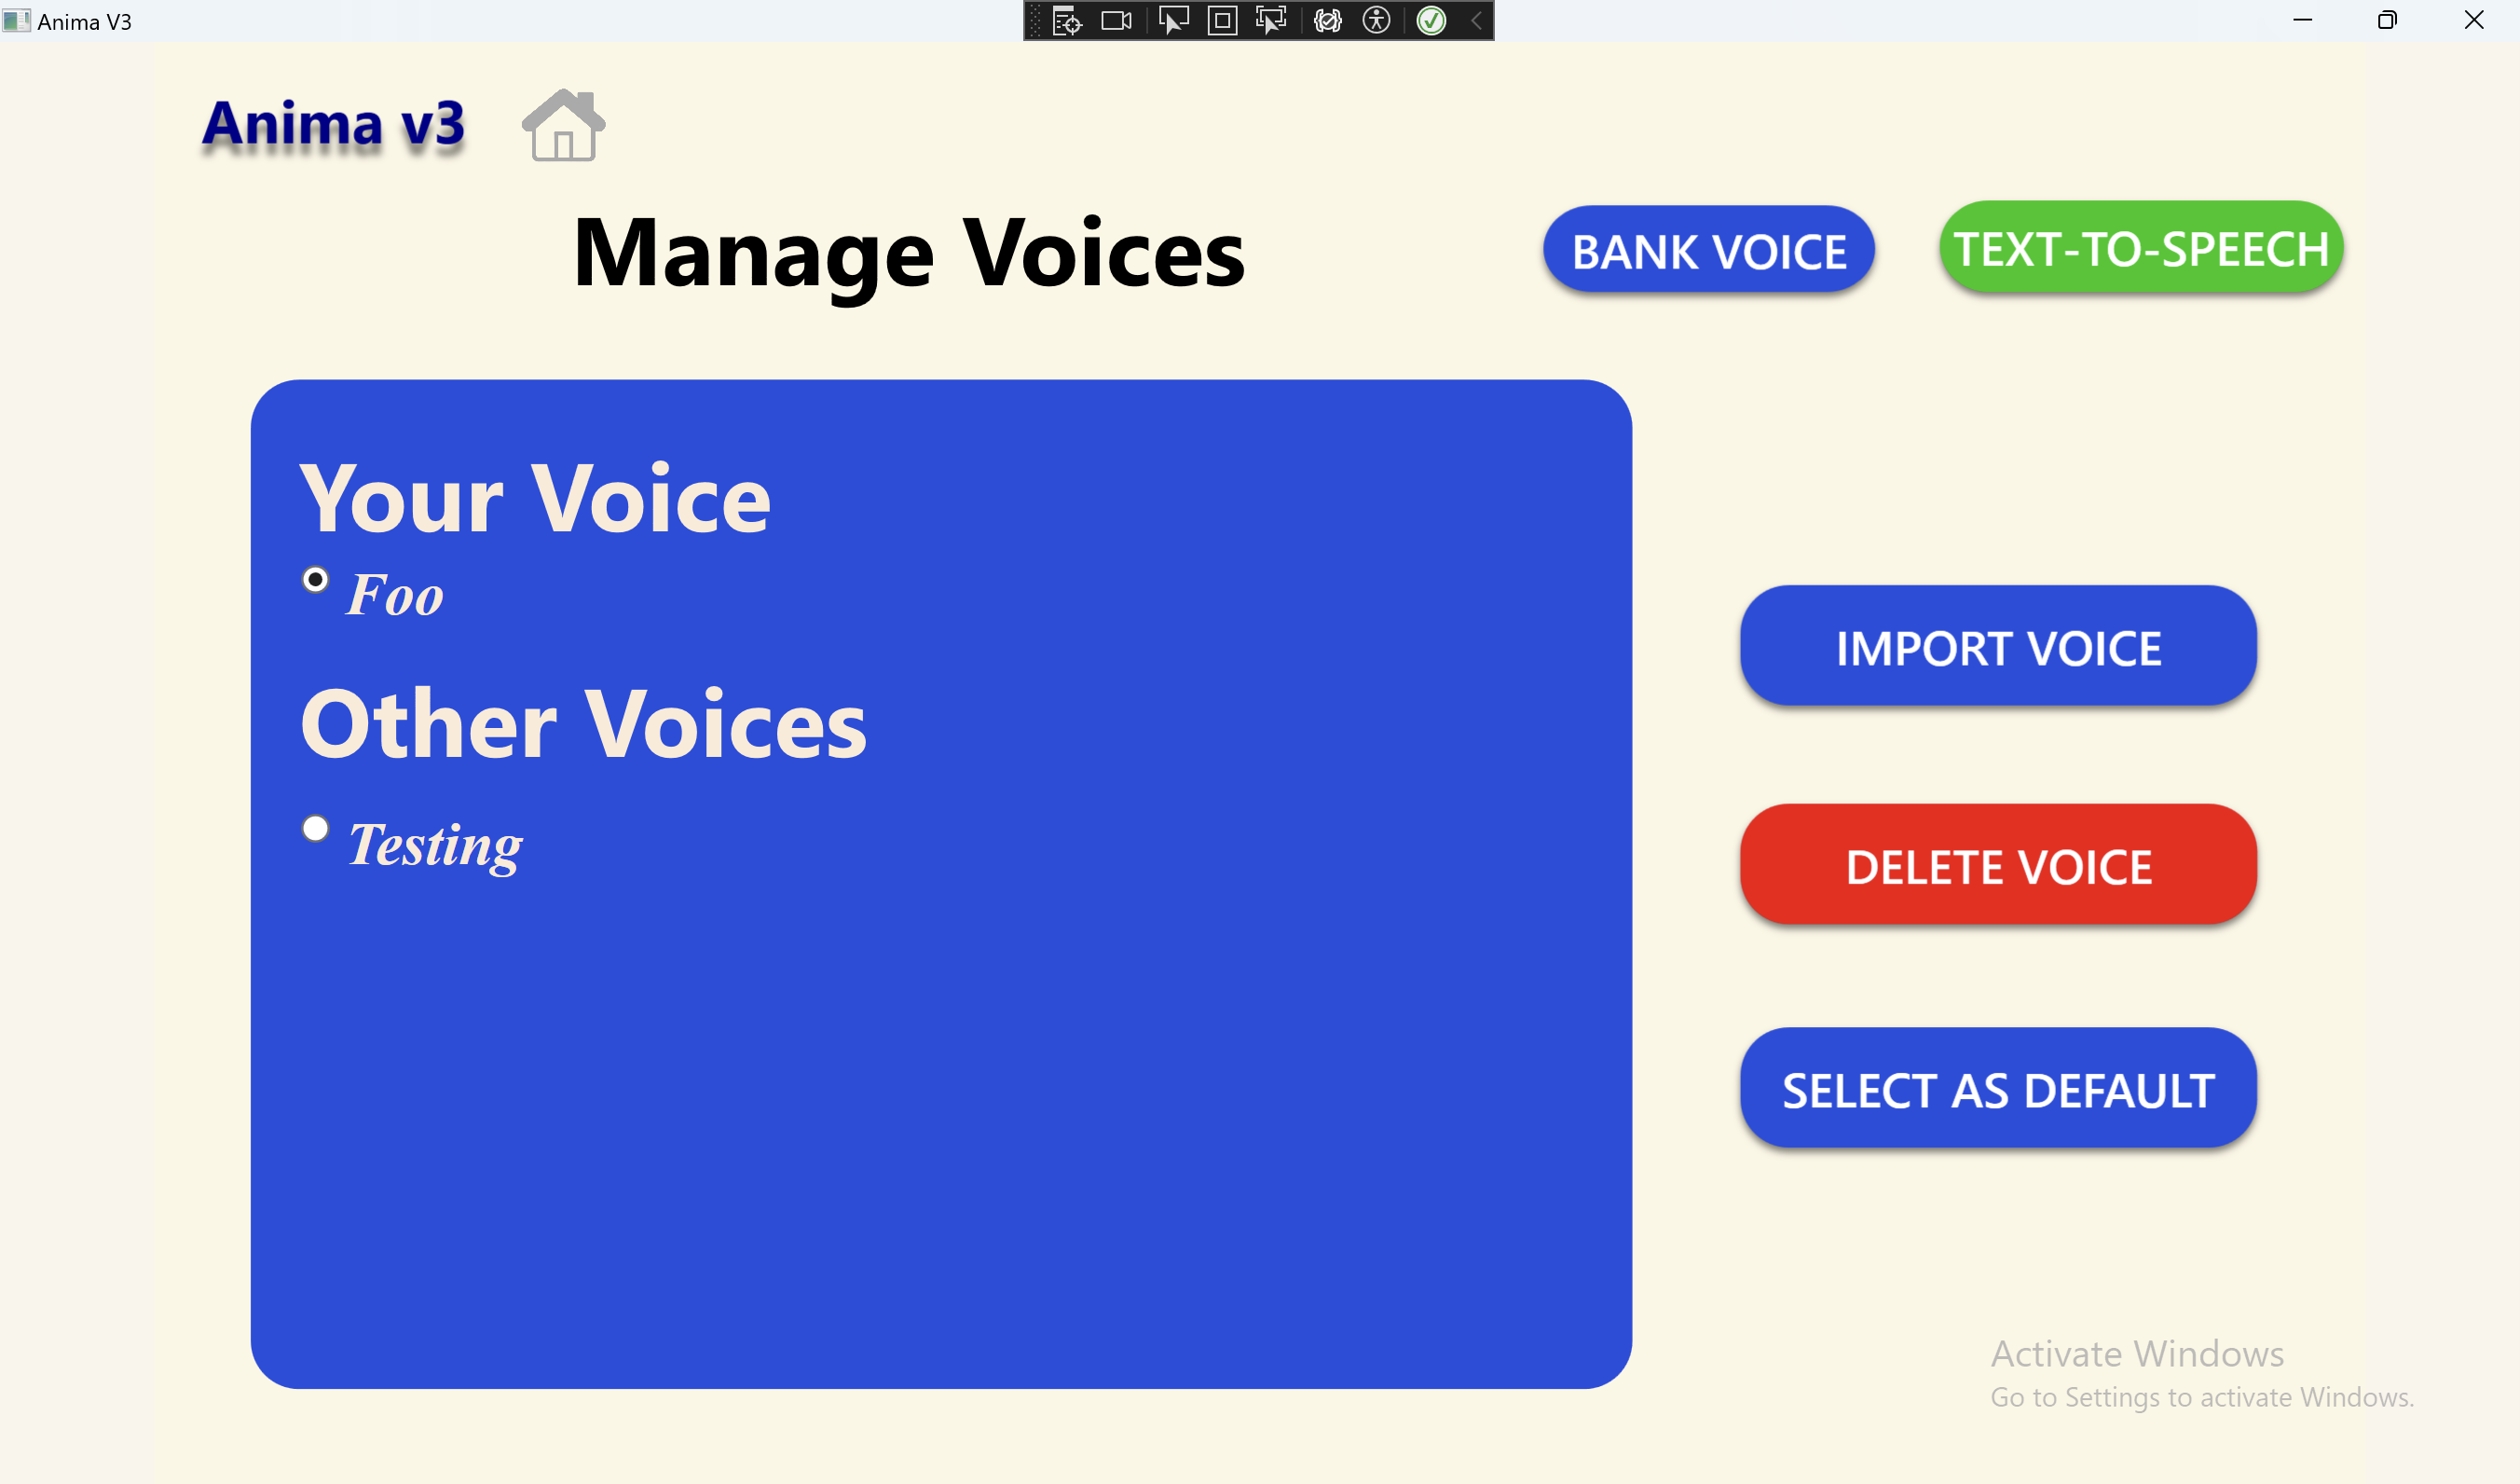 Anima V3
Anima v3
Manage Voices
BANK VOICE
TEXT-TO-SPEECH
Your Voice
Foo
Other Voices
Testing
IMPORT VOICE
DELETE VOICE
SELECT AS DEFAULT
Activate Windows
Go to Settings to activate Windows.